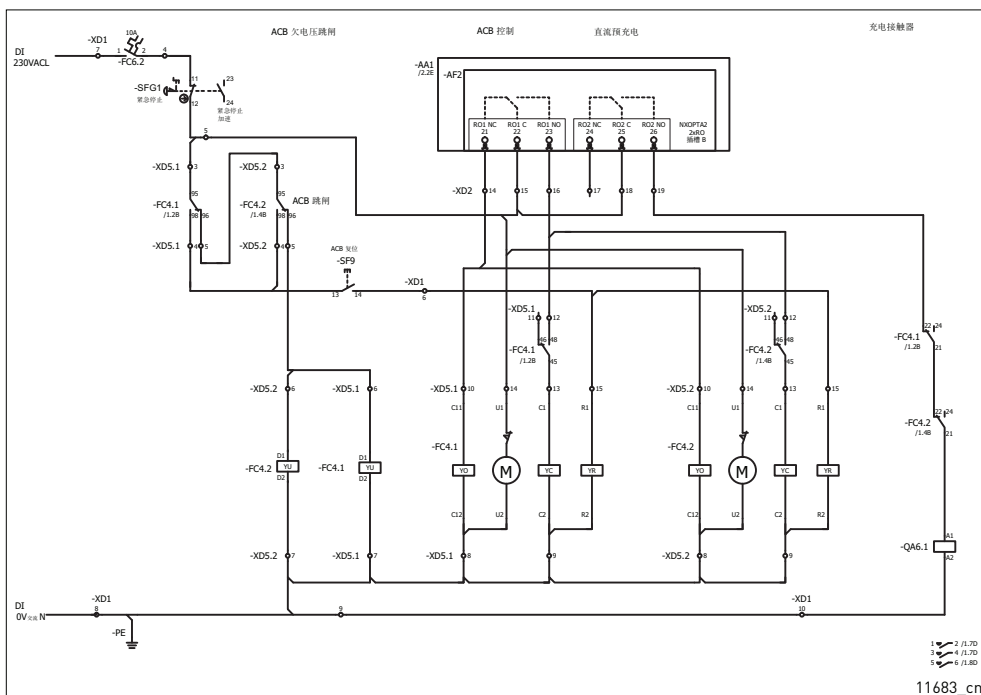 ACB 欠电压跳闸 ACB 控制 直流预充电 充电接触器
DI
230VACL
-XD1
7
10A
1 2 4
-FC6.2
-AA1
/2.2E
-AF2
-SFG1
紧急停止
11
12
23
24
紧急停止
加速
5
RO1 NC RO1 C RO1 NO RO2 NC RO2 C RO2 NO
21 22 23 24 25 26
NXOPTA2
2xRO
插槽 B
-XD5.1 3 -XD5.2 3
-XD2 14 15 16 17 18 19
95 95
-FC4.1
/1.2B
98 96
-FC4.2
/1.4B
98 96
ACB 跳闸
-XD5.1 4 5 -XD5.2 4 5
ACB 复位
-SF9
13 14
-XD1
6
-XD5.1
11 12
46 48
-FC4.1
/1.2B
45
-XD5.2
11 12
46 48
-FC4.2
/1.4B
45
22 24
-FC4.1
/1.2B
21
-XD5.2 6 -XD5.1 6 -XD5.1 10 14 13 15 -XD5.2 10 14 13 15
C11 U1 C1 R1 C11 U1 C1 R1
22 24
-FC4.2
/1.4B
21
-FC4.2 D1 YU D2
-FC4.1 D1 YU D2
-FC4.1 YO M YC YR
-FC4.2 YO M YC YR
C12 U2 C2 R2 C12 U2 C2 R2
-QA6.1 A1 A2
-XD5.2 7 -XD5.1 7 -XD5.1 8 9 -XD5.2 8 9
DI
0V交流 N
-XD1
8
9
-XD1
10
-PE
1 2 /1.7D
3 4 /1.7D
5 6 /1.8D
11683_cn